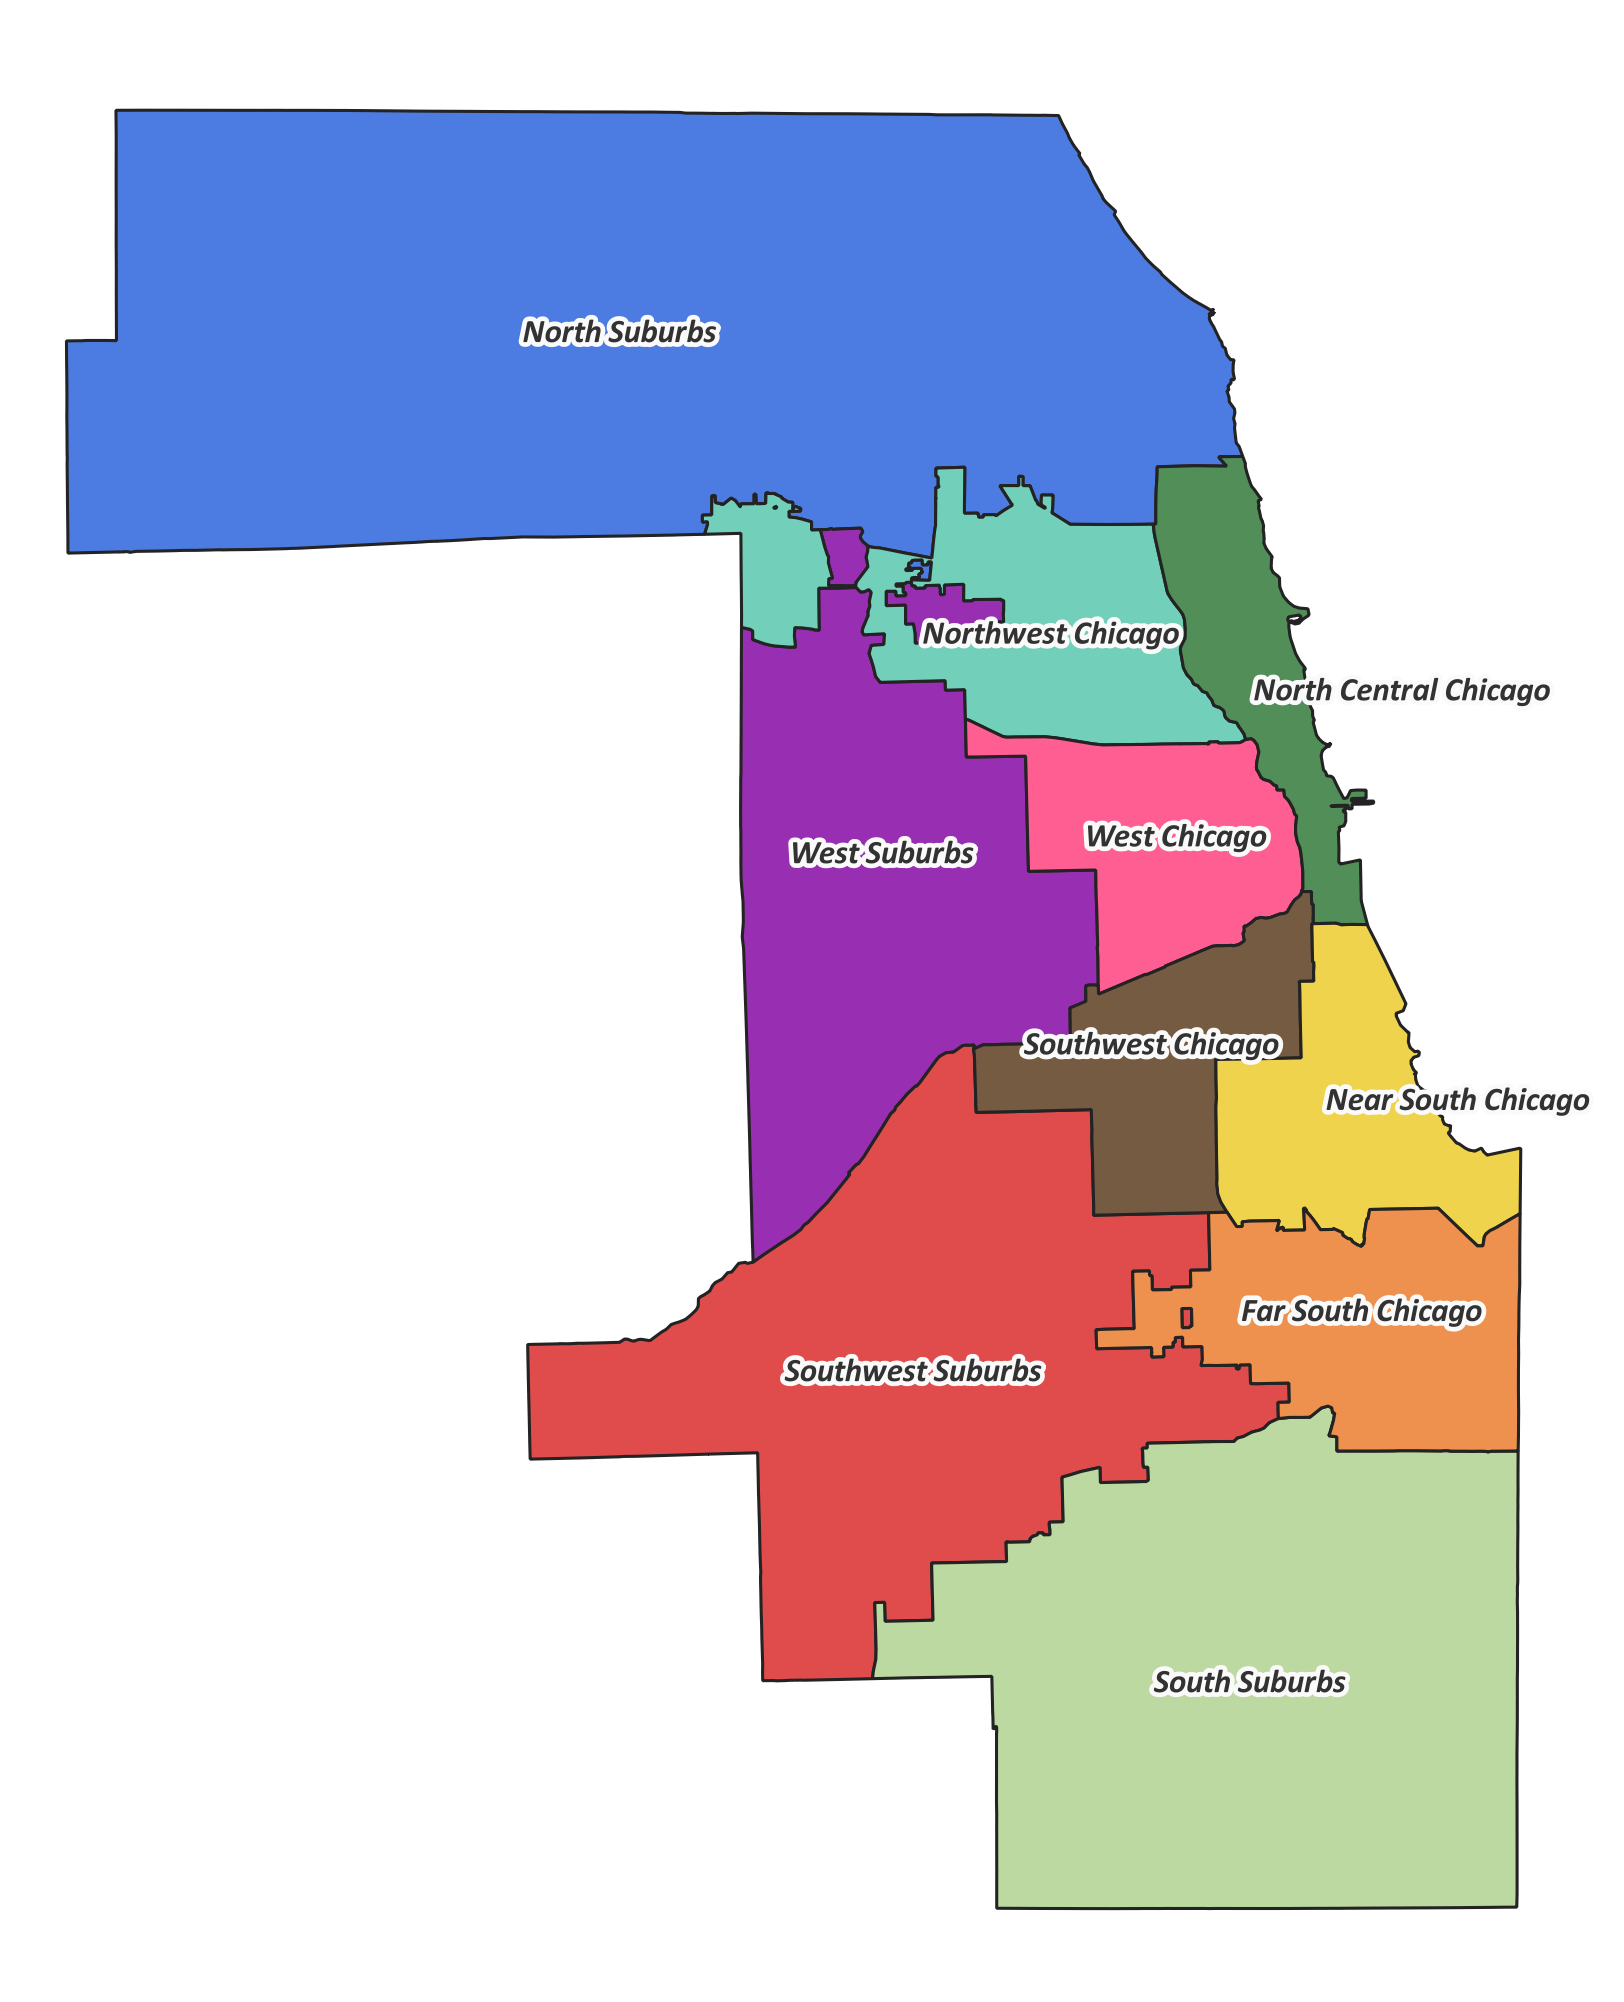 North Suburbs
Northwest Chicago
North Central Chicago
West Chicago
West Suburbs
Southwest Chicago
Near South Chicago
Far South Chicago
Southwest Suburbs
South Suburbs